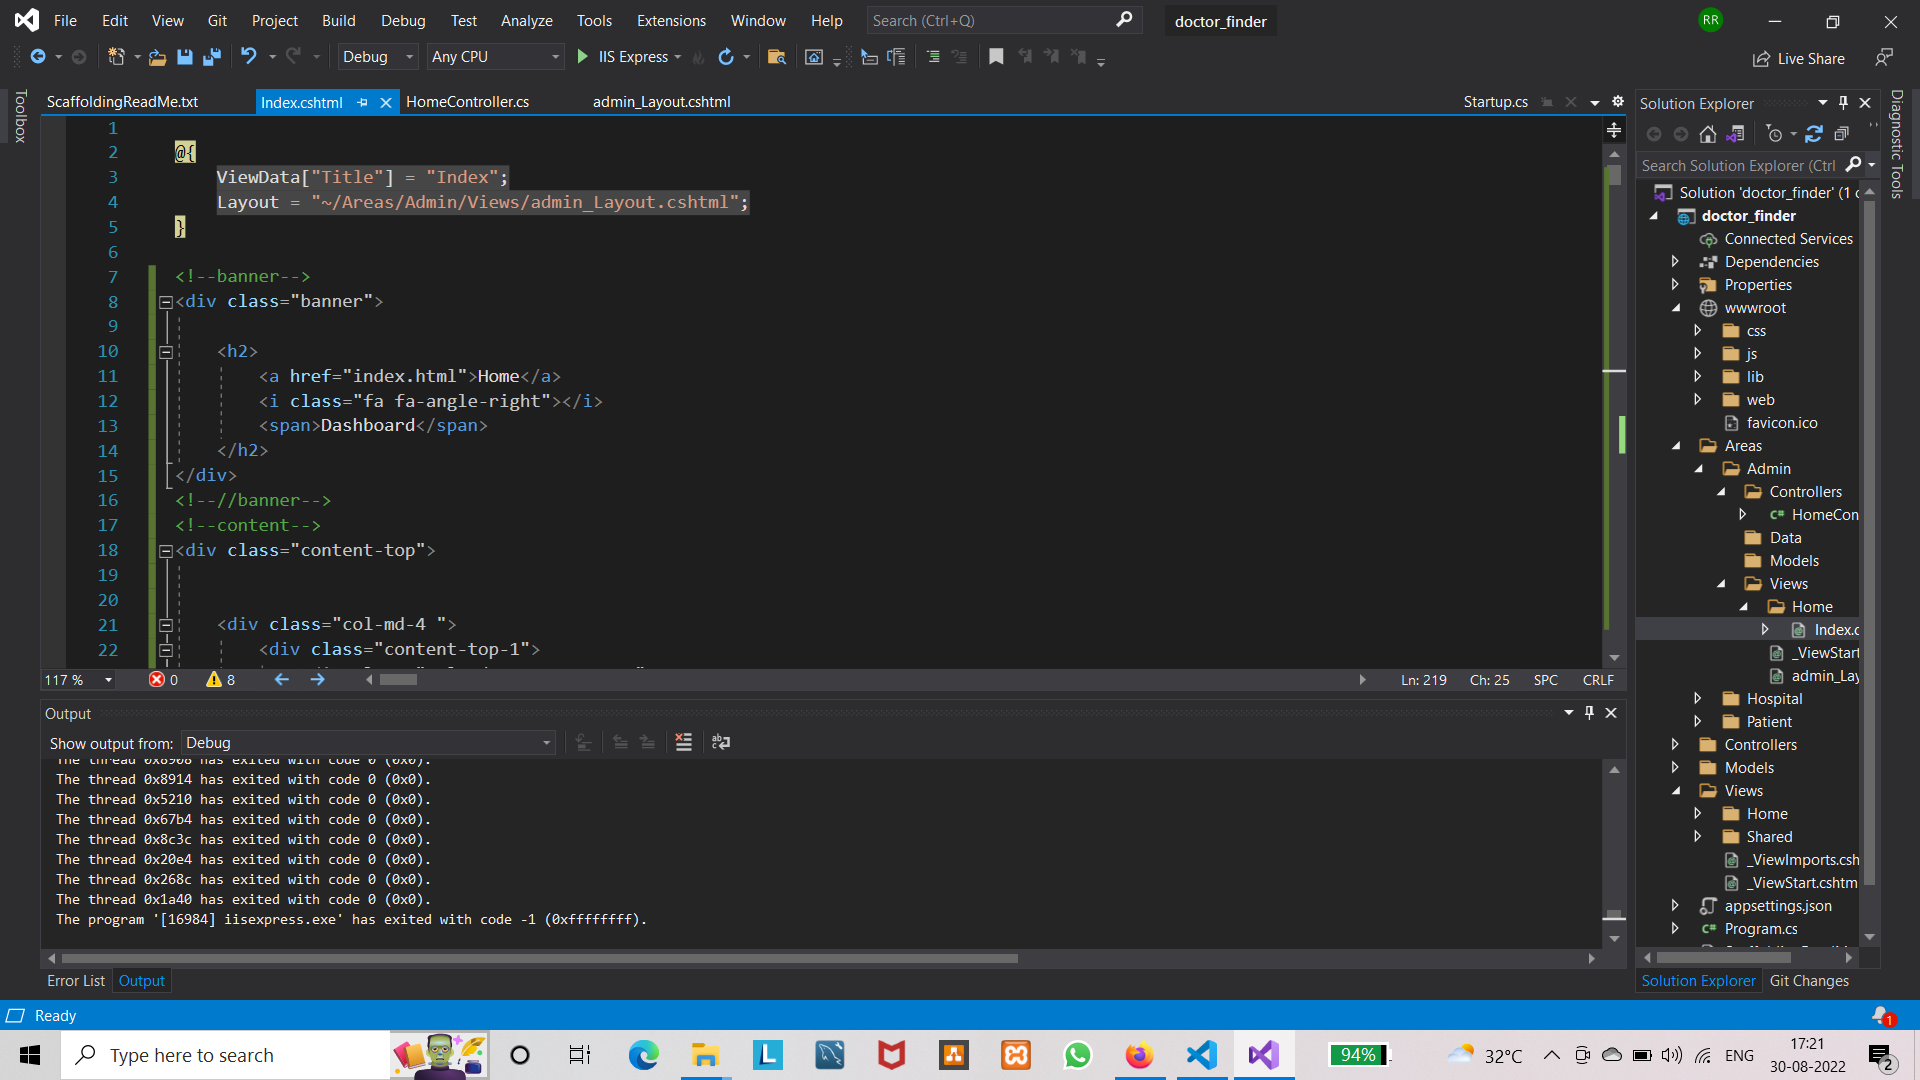 File Edit View Git Project Build Debug Test Analyze Tools Extensions Window Help Search (Ctrl+Q) doctor_finder RR
Debug Any CPU IIS Express Live Share
Toolbox
ScaffoldingReadMe.txt Index.cshtml HomeController.cs admin_Layout.cshtml Startup.cs
1
2 @{
3 ViewData["Title"] = "Index";
4 Layout = "~/Areas/Admin/Views/admin_Layout.cshtml";
5 }
6
7 <!--banner-->
8 <div class="banner">
9
10 <h2>
11 <a href="index.html">Home</a>
12 <i class="fa fa-angle-right"></i>
13 <span>Dashboard</span>
14 </h2>
15 </div>
16 <!--//banner-->
17 <!--content-->
18 <div class="content-top">
19
20
21 <div class="col-md-4 ">
22 <div class="content-top-1">
117 % 0 8 Ln: 219 Ch: 25 SPC CRLF
Output
Show output from: Debug
The thread 0x8908 has exited with code 0 (0x0).
The thread 0x8914 has exited with code 0 (0x0).
The thread 0x5210 has exited with code 0 (0x0).
The thread 0x67b4 has exited with code 0 (0x0).
The thread 0x8c3c has exited with code 0 (0x0).
The thread 0x20e4 has exited with code 0 (0x0).
The thread 0x268c has exited with code 0 (0x0).
The thread 0x1a40 has exited with code 0 (0x0).
The program '[16984] iisexpress.exe' has exited with code -1 (0xffffffff).
Error List Output
Solution Explorer
Search Solution Explorer (Ctrl
Solution 'doctor_finder' (1 c
doctor_finder
Connected Services
Dependencies
Properties
wwwroot
css
js
lib
web
favicon.ico
Areas
Admin
Controllers
C# HomeCon
Data
Models
Views
Home
Index.c
_ViewStart
admin_Lay
Hospital
Patient
Controllers
Models
Views
Home
Shared
_ViewImports.csh
_ViewStart.cshtm
appsettings.json
C# Program.cs
Solution Explorer Git Changes
Diagnostic Tools
Ready 1
Type here to search L 94% 32°C ENG 17:21
30-08-2022 2